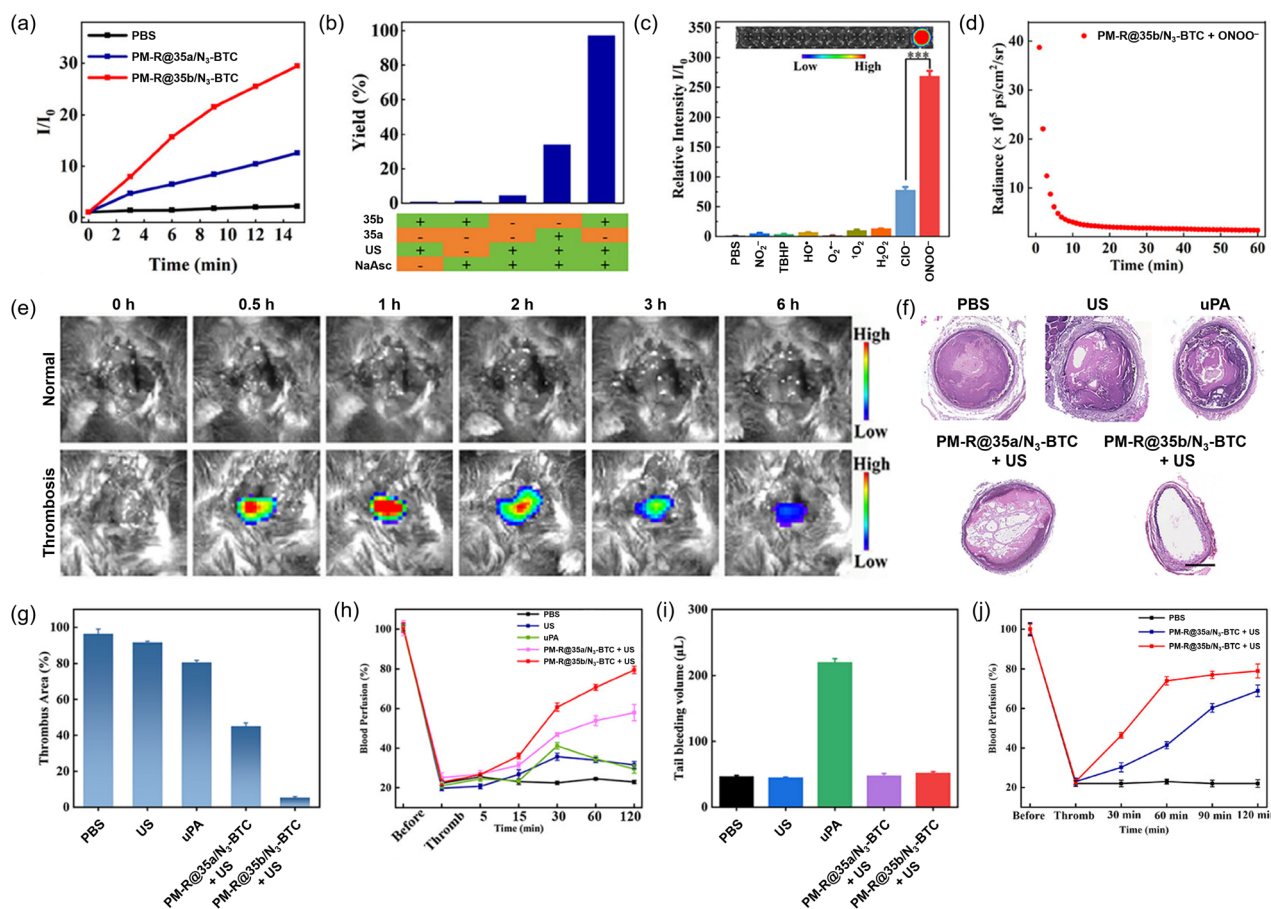 (a)
PBS
PM-R@35a/N₃-BTC
PM-R@35b/N₃-BTC
I/I₀
30
20
10
0
0 2 4 6 8 10 12 14
Time (min)
(b)
Yield (%)
100
80
60
40
20
0
35b + + - - +
35a - - - + -
US + - + + +
NaAsc - + + + +
(c)
Relative Intensity I/I₀
350
300
250
200
150
100
75
50
25
0
Low High
***
PBS
NO₂⁻
TBHP
HO•
O₂•⁻
¹O₂
H₂O₂
ClO⁻
ONOO⁻
(d)
PM-R@35b/N₃-BTC + ONOO⁻
Radiance (× 10⁵ ps/cm²/sr)
40
30
20
10
0 10 20 30 40 50 60
Time (min)
(e)
0 h 0.5 h 1 h 2 h 3 h 6 h
Normal
High
Low
Thrombosis
High
Low
(f)
PBS US uPA
PM-R@35a/N₃-BTC
+ US
PM-R@35b/N₃-BTC
+ US
(g)
Thrombus Area (%)
100
80
60
40
20
0
PBS
US
uPA
PM-R@35a/N₃-BTC
+ US
PM-R@35b/N₃-BTC
+ US
(h)
PBS
US
uPA
PM-R@35a/N₃-BTC + US
PM-R@35b/N₃-BTC + US
Blood Perfusion (%)
100
80
60
40
20
Before Thromb 5 15 30 60 120
Time (min)
(i)
Tail bleeding volume (μL)
300
200
100
0
PBS
US
uPA
PM-R@35a/N₃-BTC
+ US
PM-R@35b/N₃-BTC
+ US
(j)
PBS
PM-R@35a/N₃-BTC + US
PM-R@35b/N₃-BTC + US
Blood Perfusion (%)
100
80
60
40
20
Before Thromb 30 min 60 min 90 min 120 min
Time (min)